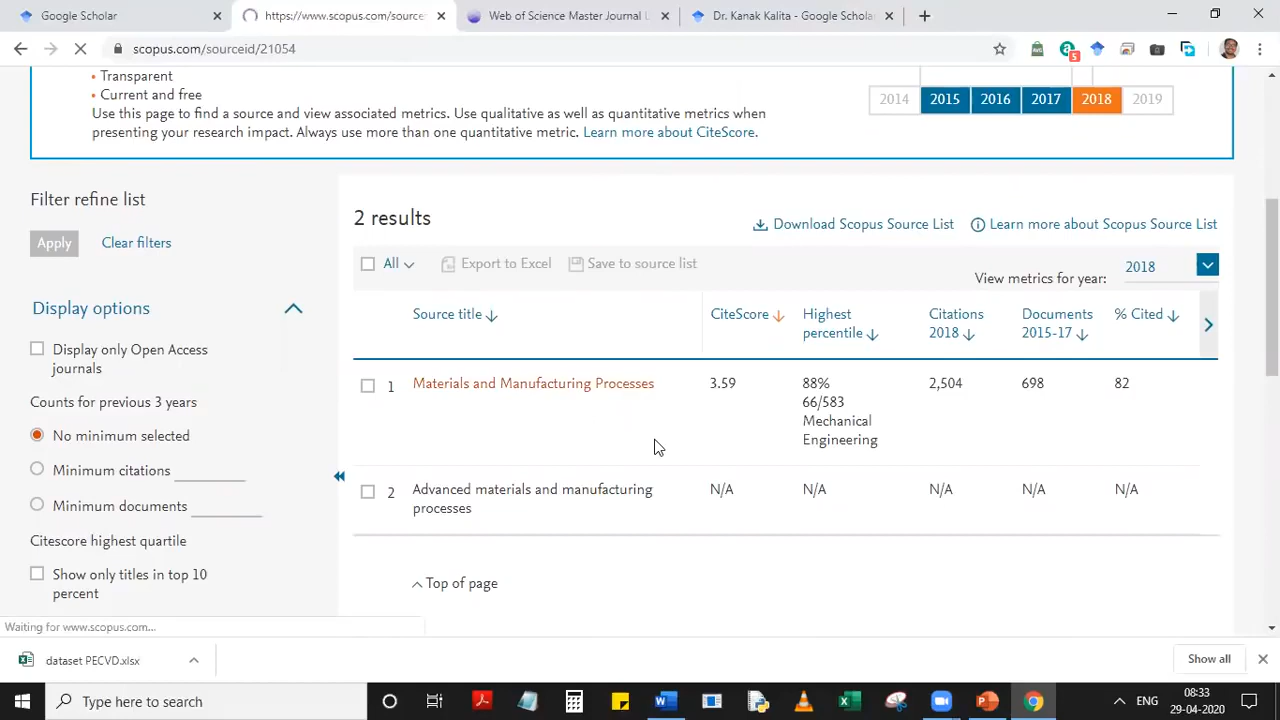 Google Scholar
https://www.scopus.com/source
Web of Science Master Journal L
Dr. Kanak Kalita - Google Scholar
scopus.com/sourceid/21054
5
• Transparent
• Current and free
Use this page to find a source and view associated metrics. Use qualitative as well as quantitative metrics when
presenting your research impact. Always use more than one quantitative metric. Learn more about CiteScore.
2014 2015 2016 2017 2018 2019
Filter refine list
Apply Clear filters
Display options
Display only Open Access
journals
Counts for previous 3 years
No minimum selected
Minimum citations
Minimum documents
Citescore highest quartile
Show only titles in top 10
percent
2 results
Download Scopus Source List
Learn more about Scopus Source List
All Export to Excel Save to source list
View metrics for year: 2018
Source title CiteScore Highest percentile Citations 2018 Documents 2015-17 % Cited
1 Materials and Manufacturing Processes 3.59 88% 2,504 698 82
66/583
Mechanical
Engineering
2 Advanced materials and manufacturing N/A N/A N/A N/A N/A
processes
Top of page
Waiting for www.scopus.com...
dataset PECVD.xlsx
Show all
Type here to search
ENG
08:33
29-04-2020